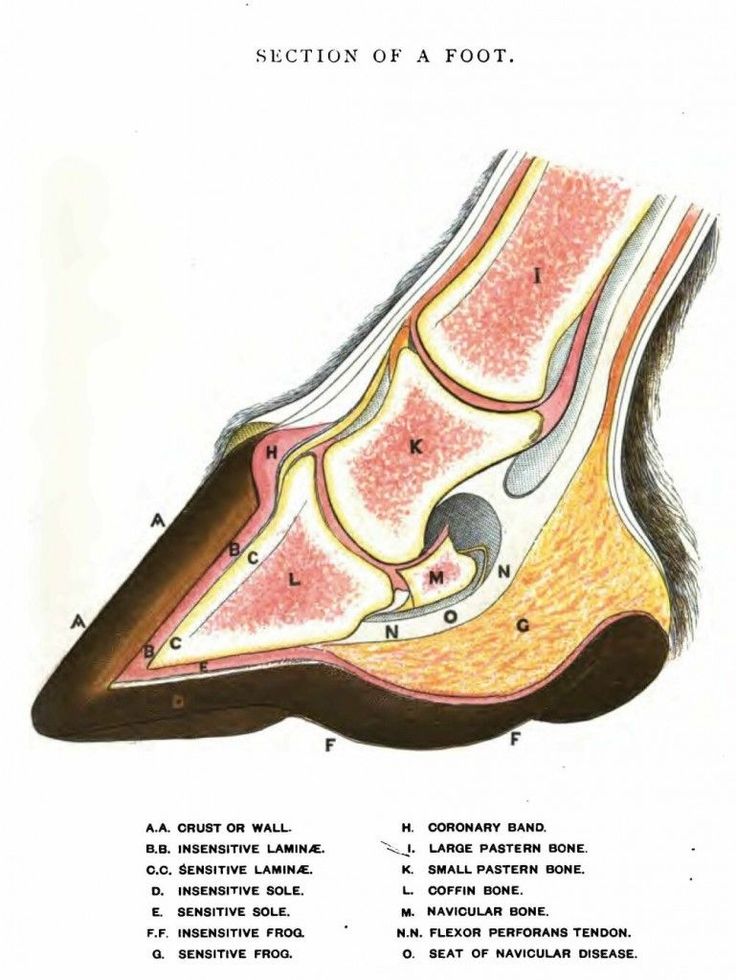 SECTION OF A FOOT.
I
H
K
A
B
C
L
M
N
A
N
O
G
B
C
E
D
F
F
A.A. CRUST OR WALL.
B.B. INSENSITIVE LAMINÆ.
C.C. SENSITIVE LAMINÆ.
D. INSENSITIVE SOLE.
E. SENSITIVE SOLE.
F.F. INSENSITIVE FROG.
G. SENSITIVE FROG.
H. CORONARY BAND.
I. LARGE PASTERN BONE.
K. SMALL PASTERN BONE.
L. COFFIN BONE.
M. NAVICULAR BONE.
N.N. FLEXOR PERFORANS TENDON.
O. SEAT OF NAVICULAR DISEASE.